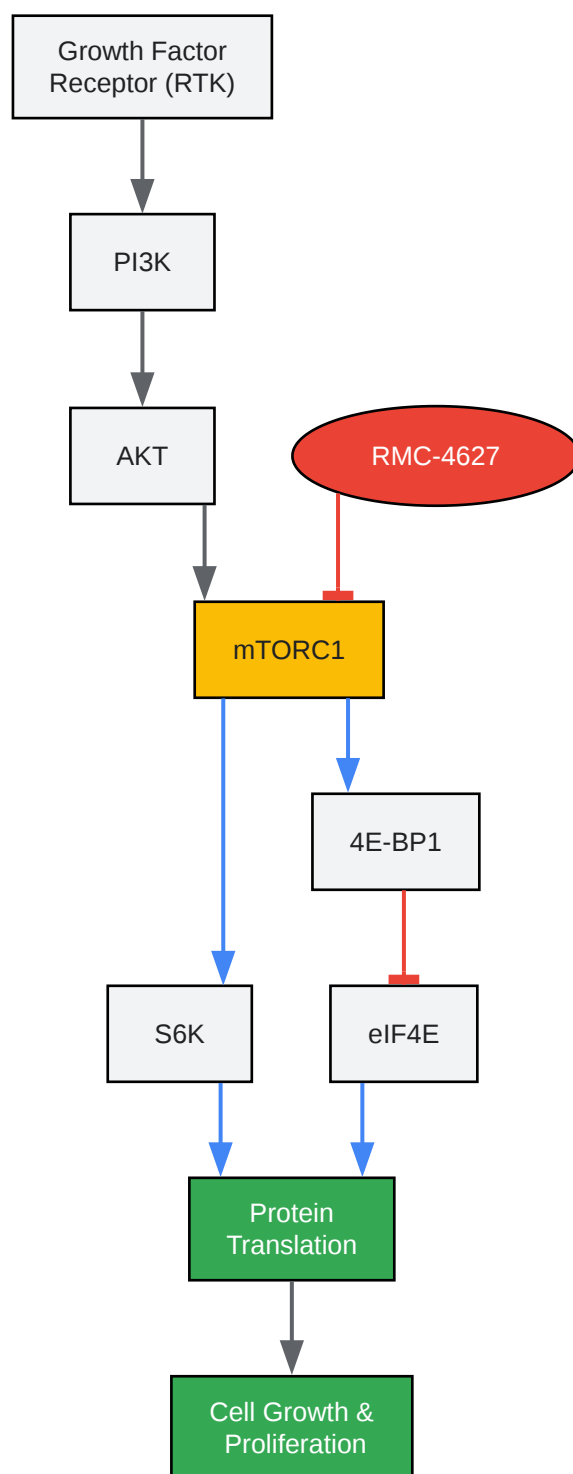 Growth Factor
Receptor (RTK)
PI3K
AKT
RMC-4627
mTORC1
4E-BP1
S6K
eIF4E
Protein
Translation
Cell Growth &
Proliferation